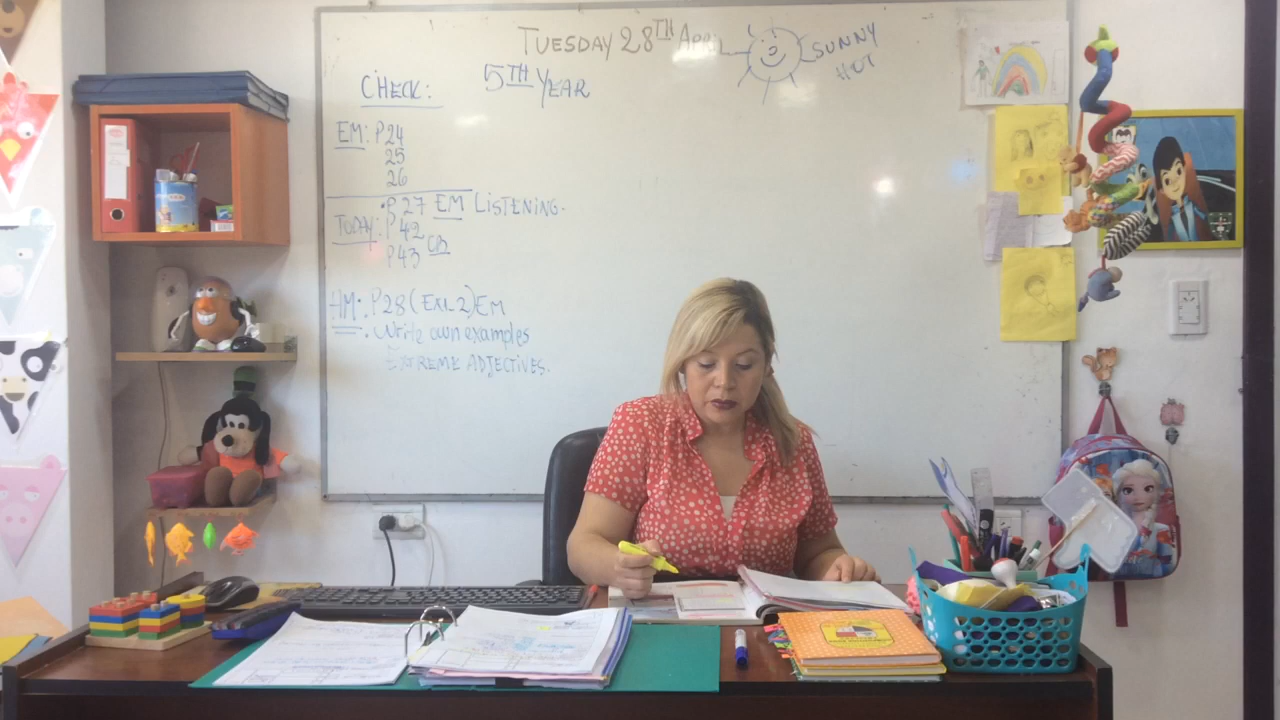 TUESDAY 28TH APRIL
SUNNY
HOT
5TH YEAR
CHECK:
EM: P24
25
26
TODAY: • P.27 EM LISTENING.
P42
P43 CB
HM: • P28 (EX1.2) EM
• Write own examples
EXTREME ADJECTIVES.